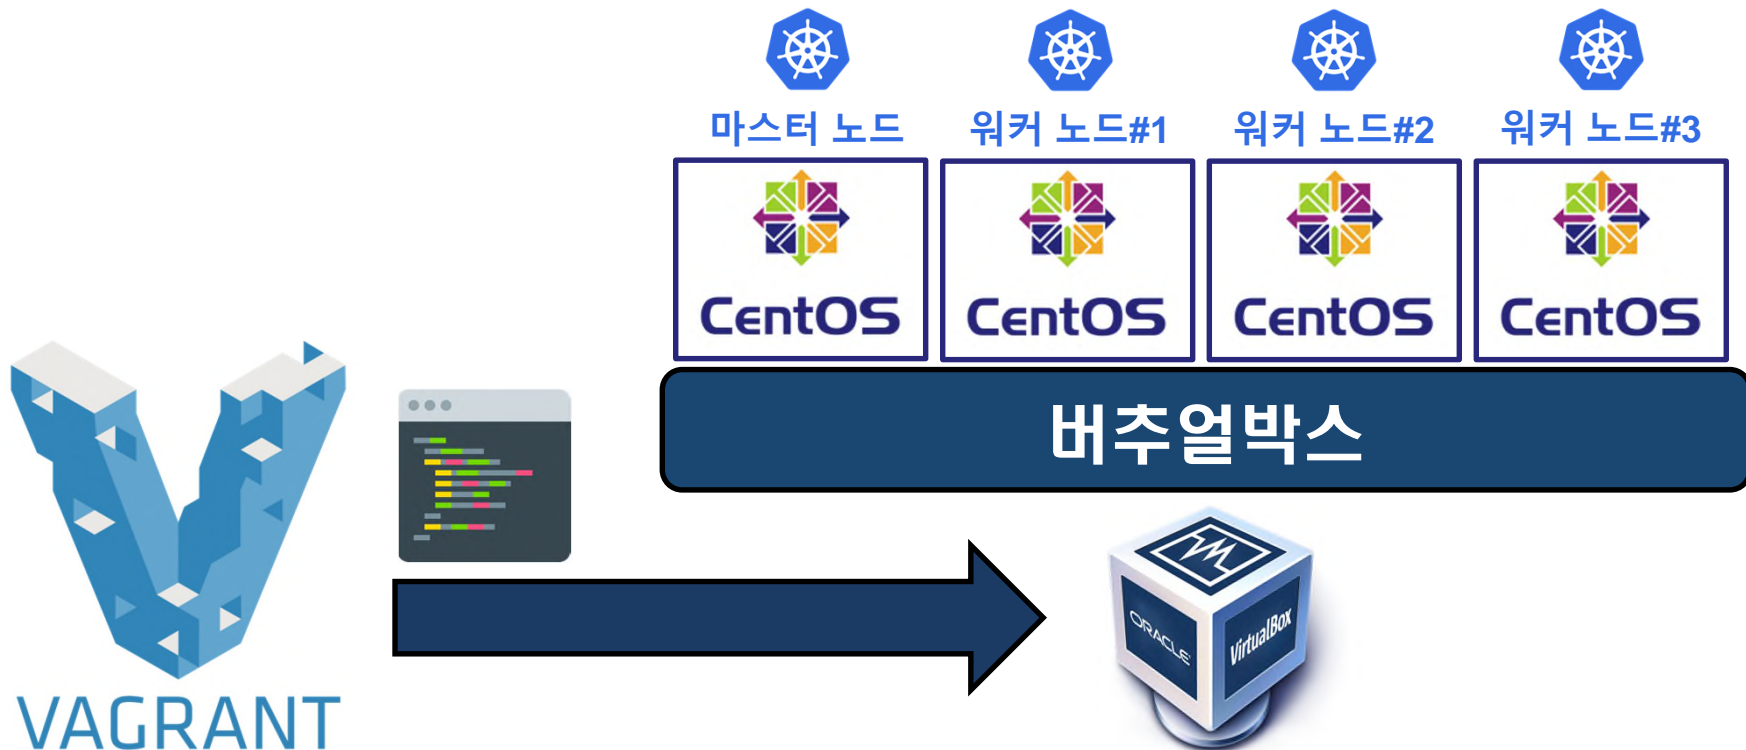 마스터 노드
워커 노드#1
워커 노드#2
워커 노드#3
CentOS
CentOS
CentOS
CentOS
버추얼박스
ORACLE
VirtualBox
VAGRANT